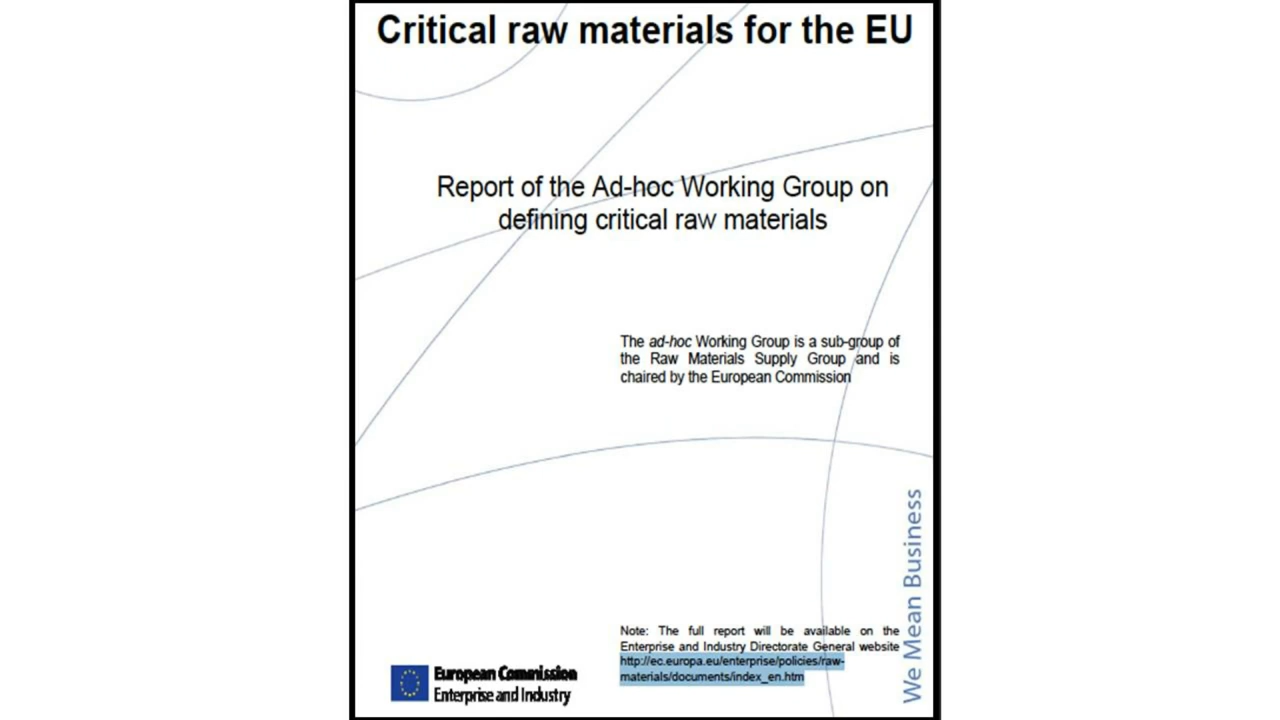 Critical raw materials for the EU
Report of the Ad-hoc Working Group on
defining critical raw materials
The ad-hoc Working Group is a sub-group of
the Raw Materials Supply Group and is
chaired by the European Commission
We Mean Business
Note: The full report will be available on the
Enterprise and Industry Directorate General website
http://ec.europa.eu/enterprise/policies/raw-
materials/documents/index_en.htm
European Commission
Enterprise and Industry